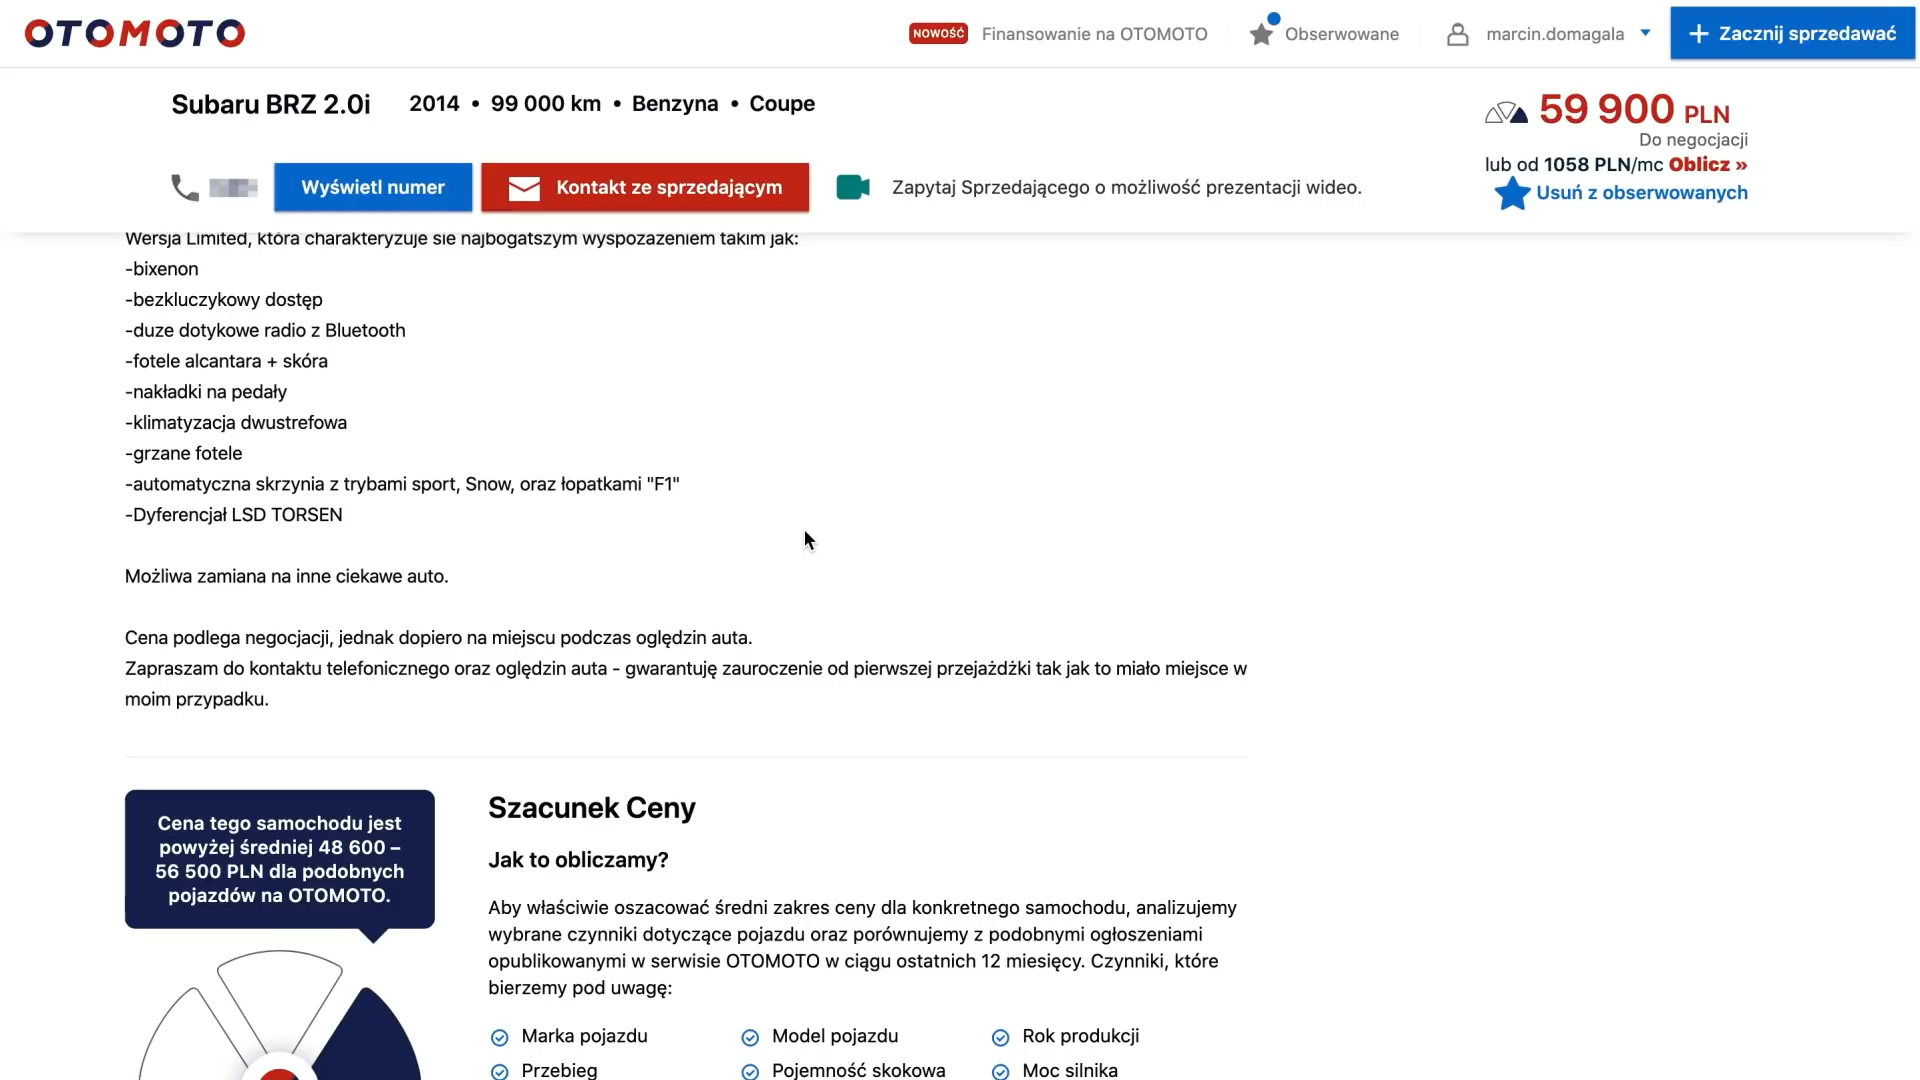 OTOMOTO
NOWOŚĆ Finansowanie na OTOMOTO
Obserwowane
marcin.domagala
+ Zacznij sprzedawać
Subaru BRZ 2.0i 2014 • 99 000 km • Benzyna • Coupe
59 900 PLN
Do negocjacji
lub od 1058 PLN/mc Oblicz »
Usuń z obserwowanych
Wyświetl numer
Kontakt ze sprzedającym
Zapytaj Sprzedającego o możliwość prezentacji wideo.
Wersja Limited, która charakteryzuje sie najbogatszym wyspozażeniem takim jak:
-bixenon
-bezkluczykowy dostęp
-duze dotykowe radio z Bluetooth
-fotele alcantara + skóra
-nakładki na pedały
-klimatyzacja dwustrefowa
-grzane fotele
-automatyczna skrzynia z trybami sport, Snow, oraz łopatkami "F1"
-Dyferencjał LSD TORSEN
Możliwa zamiana na inne ciekawe auto.
Cena podlega negocjacji, jednak dopiero na miejscu podczas oględzin auta.
Zapraszam do kontaktu telefonicznego oraz oględzin auta - gwarantuję zauroczenie od pierwszej przejażdżki tak jak to miało miejsce w
moim przypadku.
Cena tego samochodu jest
powyżej średniej 48 600 –
56 500 PLN dla podobnych
pojazdów na OTOMOTO.
Szacunek Ceny
Jak to obliczamy?
Aby właściwie oszacować średni zakres ceny dla konkretnego samochodu, analizujemy
wybrane czynniki dotyczące pojazdu oraz porównujemy z podobnymi ogłoszeniami
opublikowanymi w serwisie OTOMOTO w ciągu ostatnich 12 miesięcy. Czynniki, które
bierzemy pod uwagę:
Marka pojazdu Model pojazdu Rok produkcji
Przebieg Pojemność skokowa Moc silnika